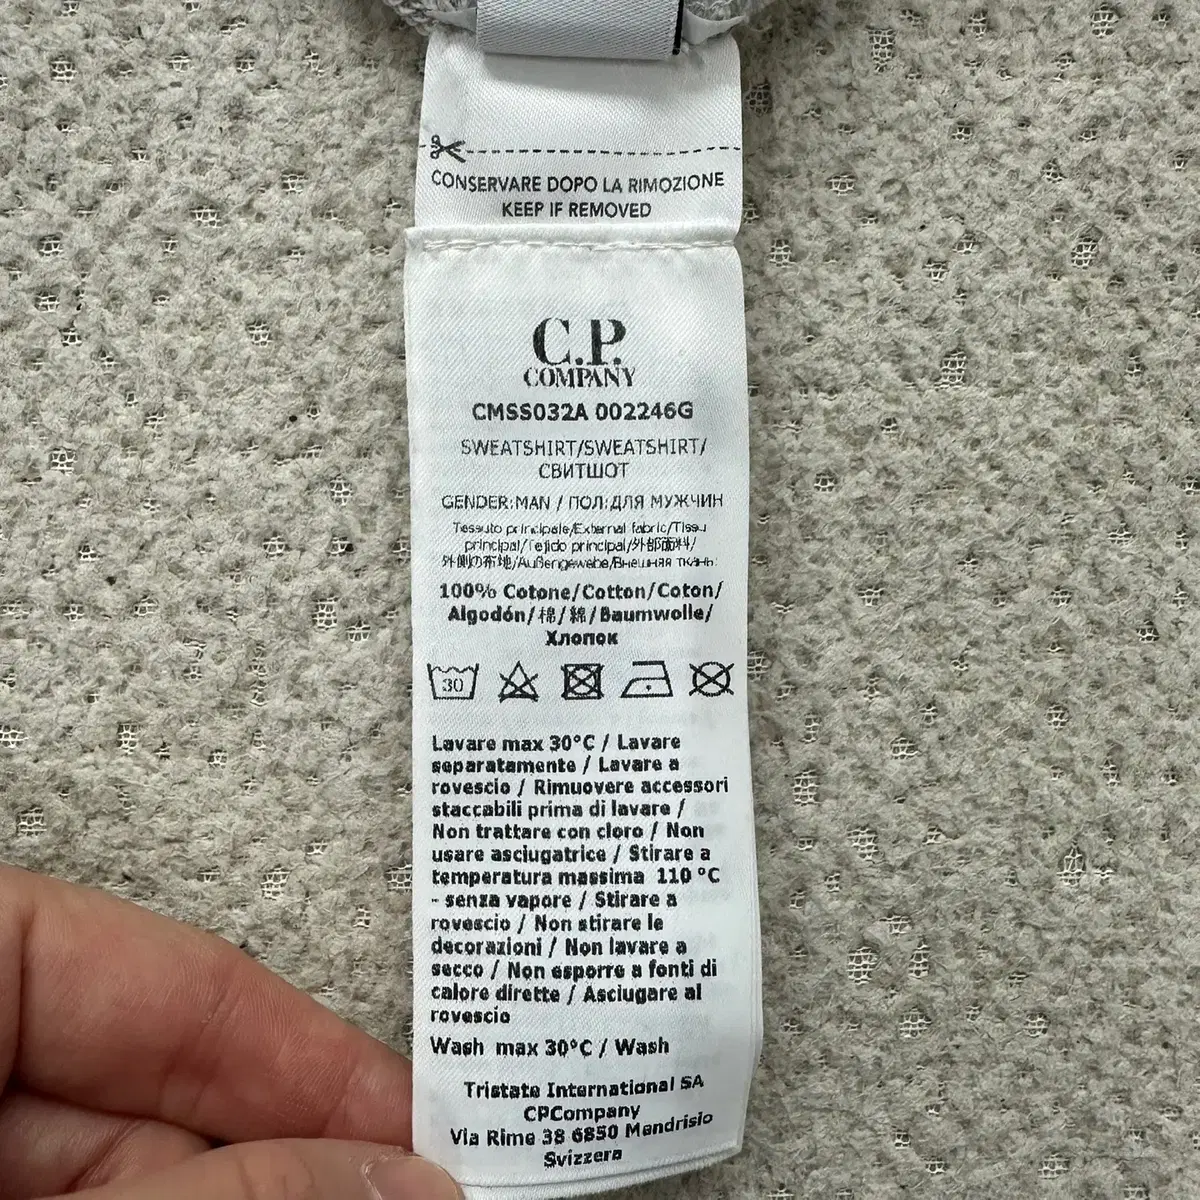 CONSERVARE DOPO LA RIMOZIONE
KEEP IF REMOVED
C.P.
COMPANY
CMSS032A 002246G
SWEATSHIRT/SWEATSHIRT/
СВИТШОТ
GENDER:MAN / ПОЛ:ДЛЯ МУЖЧИН
Tessuto principale/External fabric/Tissu
principal/Tejido principal/外部面料/
外側の布地/Außengewebe/Внешняя ткань:
100% Cotone/Cotton/Coton/
Algodón/棉/綿/Baumwolle/
Хлопок
30
Lavare max 30°C / Lavare
separatamente / Lavare a
rovescio / Rimuovere accessori
staccabili prima di lavare /
Non trattare con cloro / Non
usare asciugatrice / Stirare a
temperatura massima 110 °C
- senza vapore / Stirare a
rovescio / Non stirare le
decorazioni / Non lavare a
secco / Non esporre a fonti di
calore dirette / Asciugare al
rovescio
Wash max 30°C / Wash
Tristate International SA
CPCompany
Via Rime 38 6850 Mendrisio
Svizzera